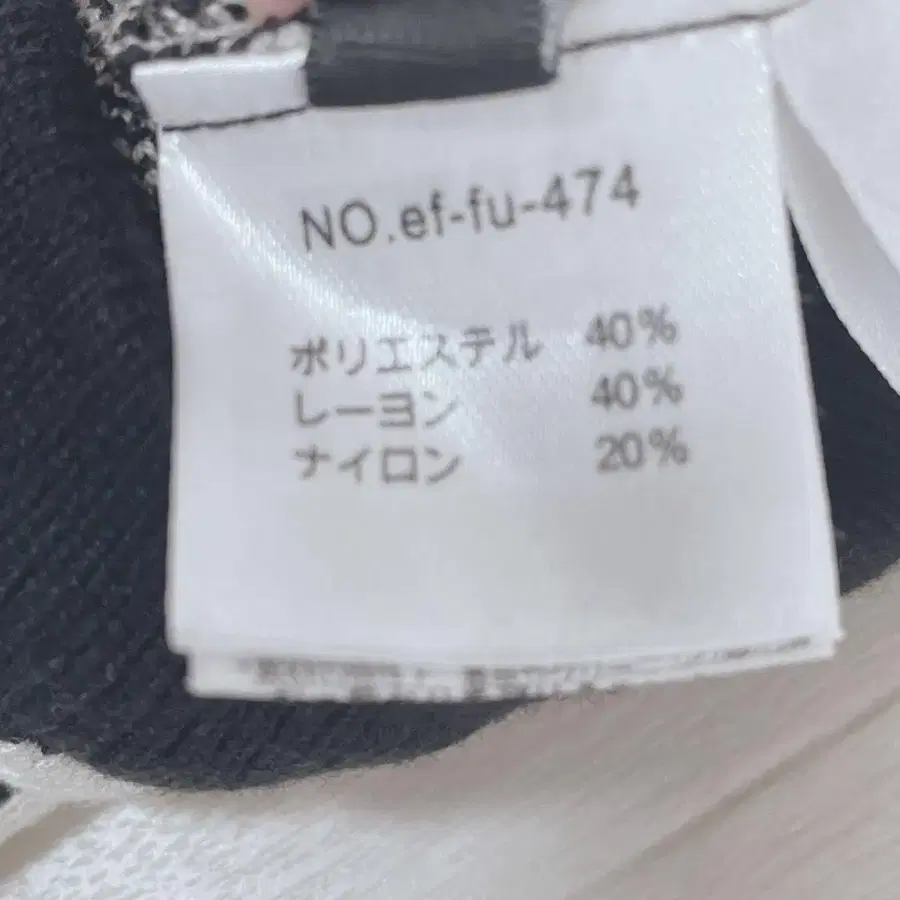 NO.ef-fu-474
ポリエステル 40%
レーヨン 40%
ナイロン 20%